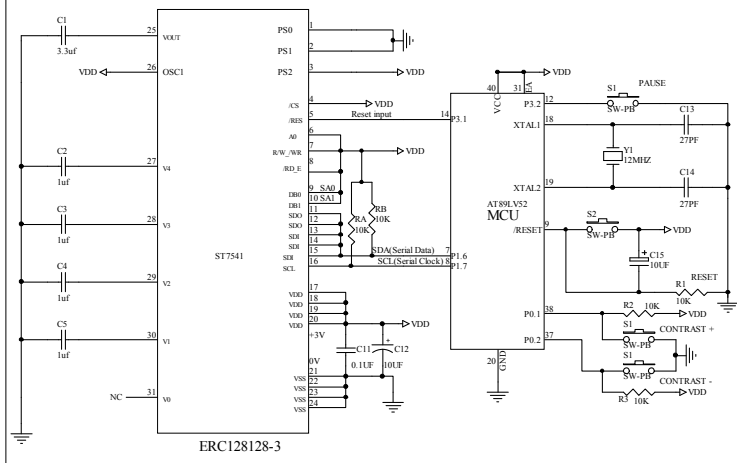 C1
3.3uf
25
VOUT
VDD
26
OSC1
C2
1uf
27
V4
C3
1uf
28
V3
C4
1uf
29
V2
C5
1uf
30
V1
NC
31
V0
ST7541
ERC128128-3
PS0
1
PS1
2
PS2
3
VDD
/CS
4
VDD
/RES
5
Reset input
A0
6
R/W_/WR
7
VDD
/RD_E
8
DB0
9
SA0
DB1
10
SA1
SDO
11
SDO
12
SDI
13
SDI
14
SDI
15
SCL
16
RA
10K
RB
10K
SDA(Serial Data)
SCL(Serial Clock)
VDD
17
VDD
18
VDD
19
VDD
20
VDD
+3V
C11
0.1UF
C12
10UF
0V
VSS
21
VSS
22
VSS
23
VSS
24
40
VCC
31
EA
VDD
14
P3.1
7
P1.6
8
P1.7
AT89LV52
MCU
20
GND
P3.2
12
S1
SW-PB
PAUSE
XTAL1
18
C13
27PF
Y1
12MHZ
XTAL2
19
C14
27PF
/RESET
9
S2
SW-PB
VDD
C15
10UF
R1
10K
RESET
P0.1
38
R2
10K
VDD
S1
SW-PB
CONTRAST +
P0.2
37
S1
SW-PB
CONTRAST -
R3
10K
VDD